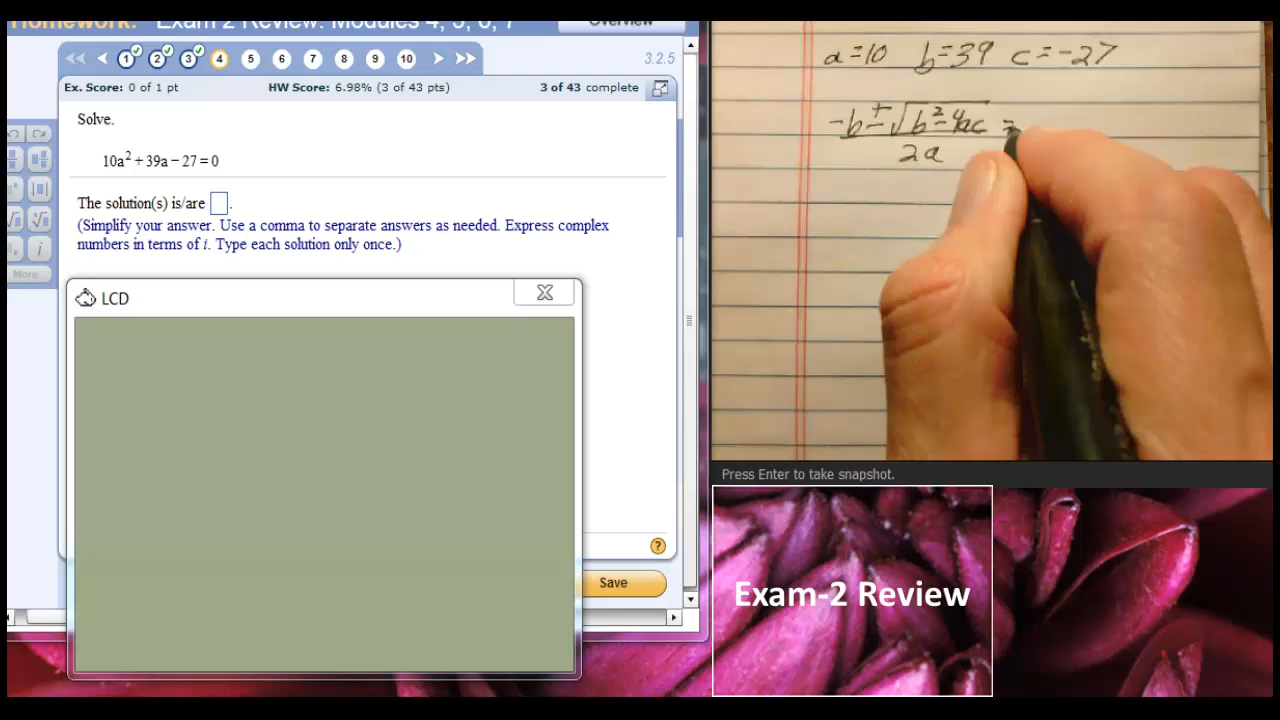 Homework: Exam 2 Review: Modules 4, 5, 6, 7
Overview
1 2 3 4 5 6 7 8 9 10
3.2.5
Ex. Score: 0 of 1 pt HW Score: 6.98% (3 of 43 pts) 3 of 43 complete
Solve.
10a² + 39a − 27 = 0
The solution(s) is/are .
(Simplify your answer. Use a comma to separate answers as needed. Express complex
numbers in terms of i. Type each solution only once.)
i
More
LCD
X
?
Save
a=10 b=39 c=-27
-b±√b²-4ac =
2a
Press Enter to take snapshot.
Exam-2 Review